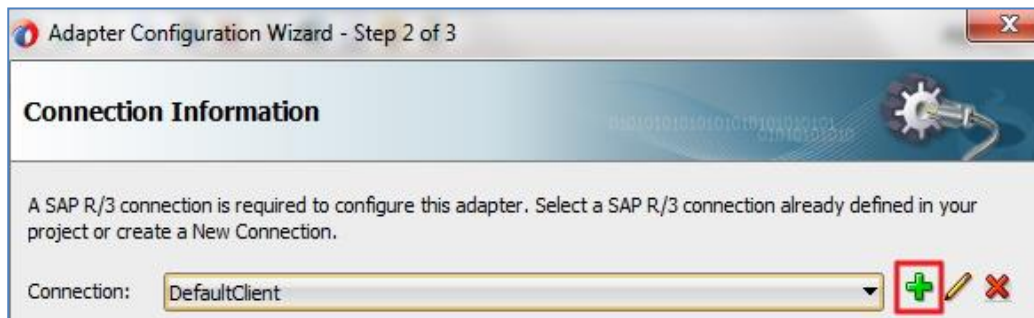 Adapter Configuration Wizard - Step 2 of 3
Connection Information
A SAP R/3 connection is required to configure this adapter. Select a SAP R/3 connection already defined in your
project or create a New Connection.
Connection: DefaultClient